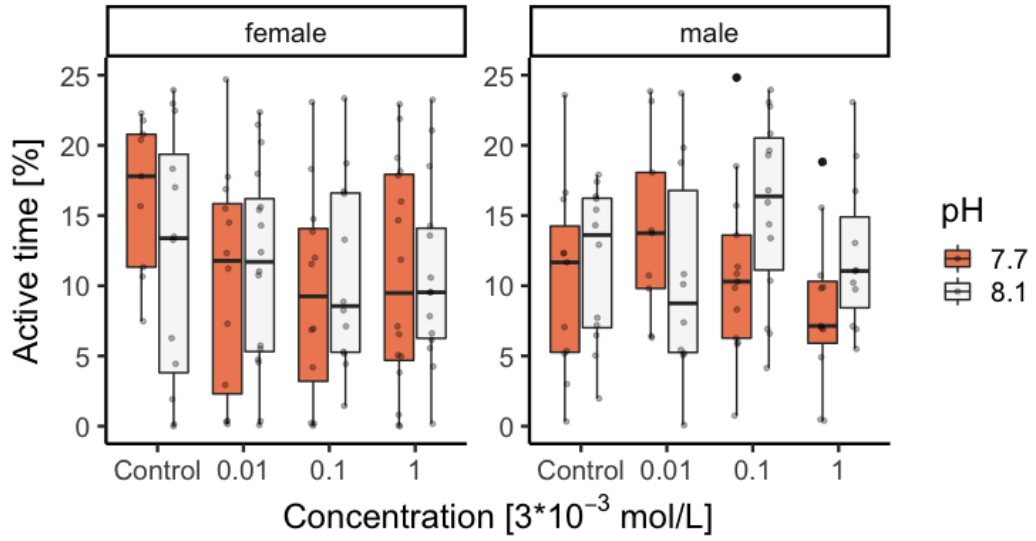 female
male
Active time [%]
25
20
15
10
5
0
25
20
15
10
5
0
Control 0.01 0.1 1
Control 0.01 0.1 1
Concentration [3*10⁻³ mol/L]
pH
7.7
8.1